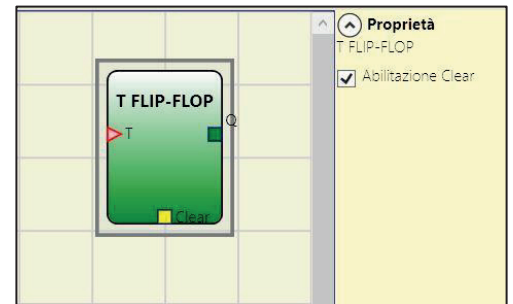 T FLIP-FLOP
T
Q
Clear
Proprietà
T FLIP-FLOP
Abilitazione Clear